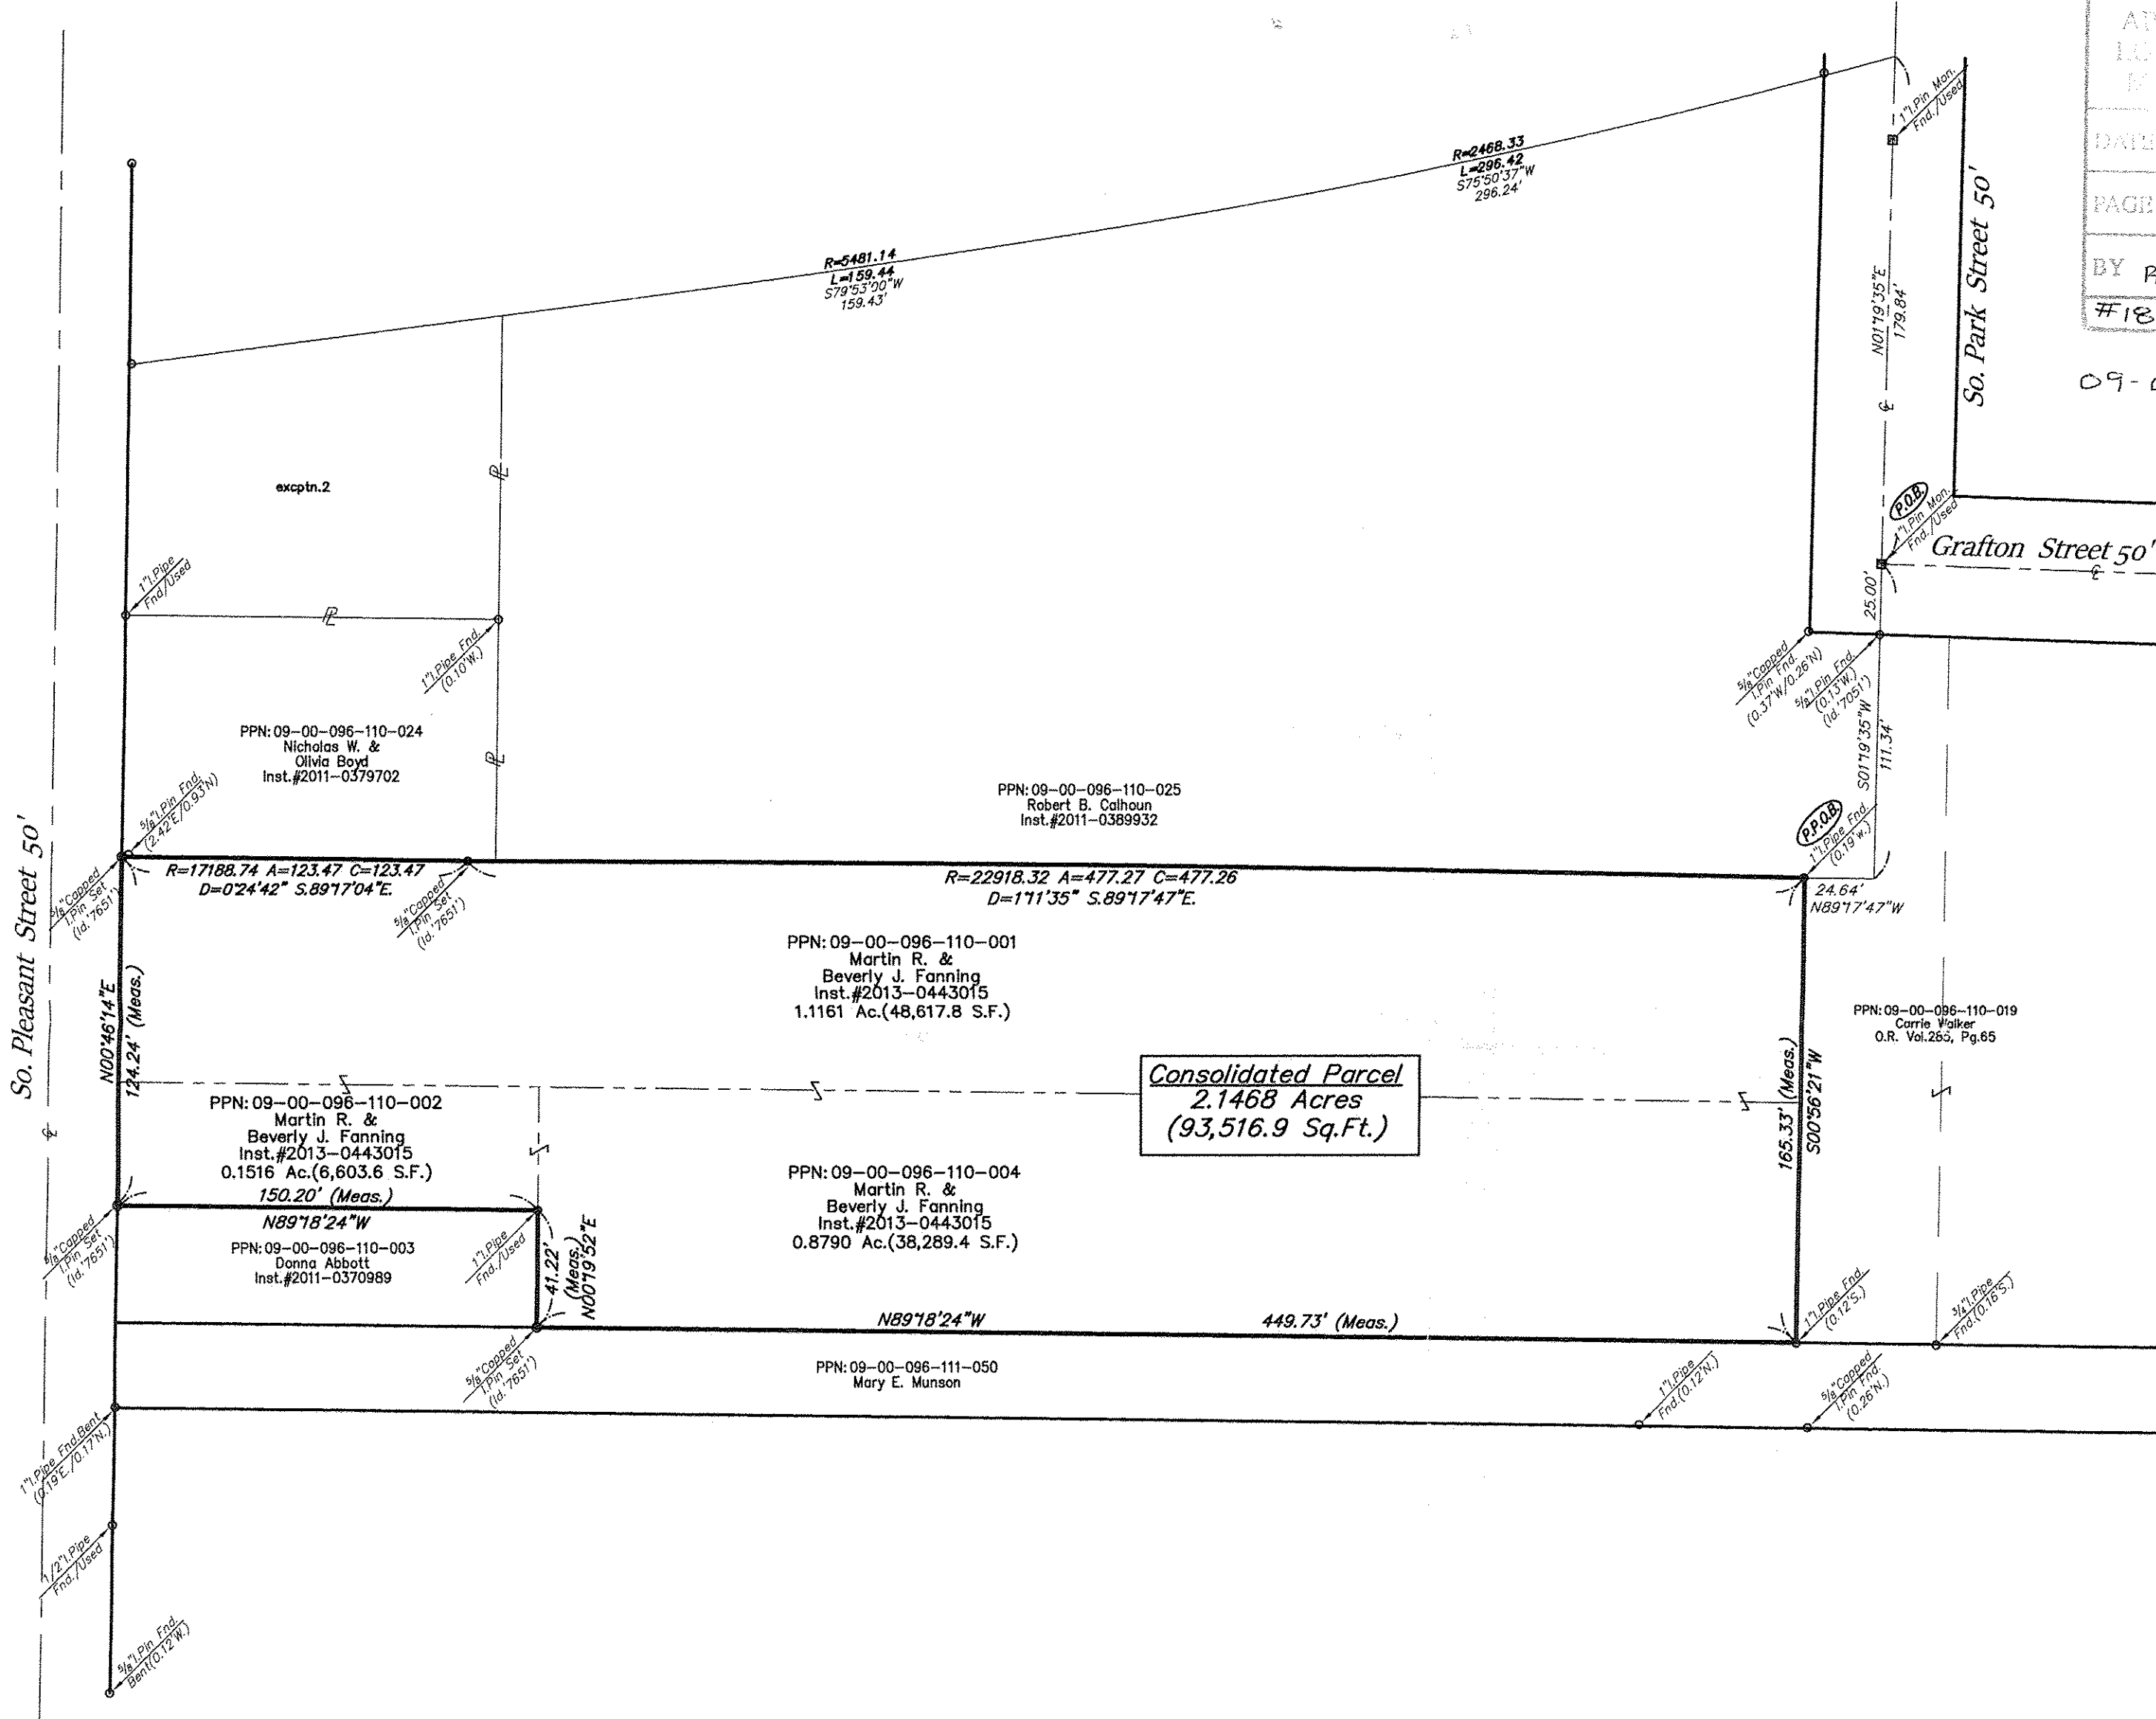 DATE
PAGE
BY
#18
09-
1"I.Pin Mon.
Fnd./Used
R=2468.33
L=296.42
S75°50'37"W
296.24'
So. Park Street 50'
R=5481.14
L=159.44
S79°53'00"W
159.43'
N01°19'35"E
179.84'
excptn.2
P.O.B.
1"I.Pin Mon.
Fnd./Used
Grafton Street 50'
1"I.Pipe
Fnd/Used
25.00'
1"I.Pipe Fnd.
(0.10'W.)
5/8"Capped
I.Pin Fnd.
(0.37'W/0.26'N)
5/8"I.Pin Fnd.
(0.13'W.)
(Id.'7051')
S01°19'35"W
111.34'
PPN:09-00-096-110-024
Nicholas W. &
Olivia Boyd
Inst.#2011-0379702
PPN:09-00-096-110-025
Robert B. Calhoun
Inst.#2011-0389932
5/8"I.Pin Fnd.
(2.42'E/0.93'N)
P.P.O.B.
1"I.Pipe Fnd.
(0.19'W.)
So. Pleasant Street 50'
R=17188.74 A=123.47 C=123.47
D=0°24'42" S.89°17'04"E.
R=22918.32 A=477.27 C=477.26
D=1°11'35" S.89°17'47"E.
24.64'
N89°17'47"W
5/8"Capped
I.Pin Set
(Id.'7651')
5/8"Capped
I.Pin Set
(Id.'7651')
PPN:09-00-096-110-001
Martin R. &
Beverly J. Fanning
Inst.#2013-0443015
1.1161 Ac.(48,617.8 S.F.)
N00°46'14"E
124.24' (Meas.)
PPN:09-00-096-110-019
Carrie Walker
O.R. Vol.265, Pg.65
165.33' (Meas.)
S00°56'21"W
Consolidated Parcel
2.1468 Acres
(93,516.9 Sq.Ft.)
PPN:09-00-096-110-002
Martin R. &
Beverly J. Fanning
Inst.#2013-0443015
0.1516 Ac.(6,603.6 S.F.)
150.20' (Meas.)
N89°18'24"W
PPN:09-00-096-110-004
Martin R. &
Beverly J. Fanning
Inst.#2013-0443015
0.8790 Ac.(38,289.4 S.F.)
5/8"Capped
I.Pin Set
(Id.'7651')
PPN:09-00-096-110-003
Donna Abbott
Inst.#2011-0370989
1"I.Pipe
Fnd./Used
41.22'
(Meas.)
N00°19'52"E
N89°18'24"W
449.73' (Meas.)
1"I.Pipe Fnd.
(0.12'S.)
3/4"I.Pipe
Fnd.(0.16'S.)
5/8"Capped
I.Pin Set
(Id.'7651')
PPN:09-00-096-111-050
Mary E. Munson
1"I.Pipe
Fnd.(0.12'N.)
5/8"Capped
I.Pin Fnd.
(0.26'N.)
1"I.Pipe Fnd.Bent
(0.19'E./0.17'N.)
1/2"I.Pipe
Fnd./Used
5/8"I.Pin Fnd.
Bent(0.12'W.)